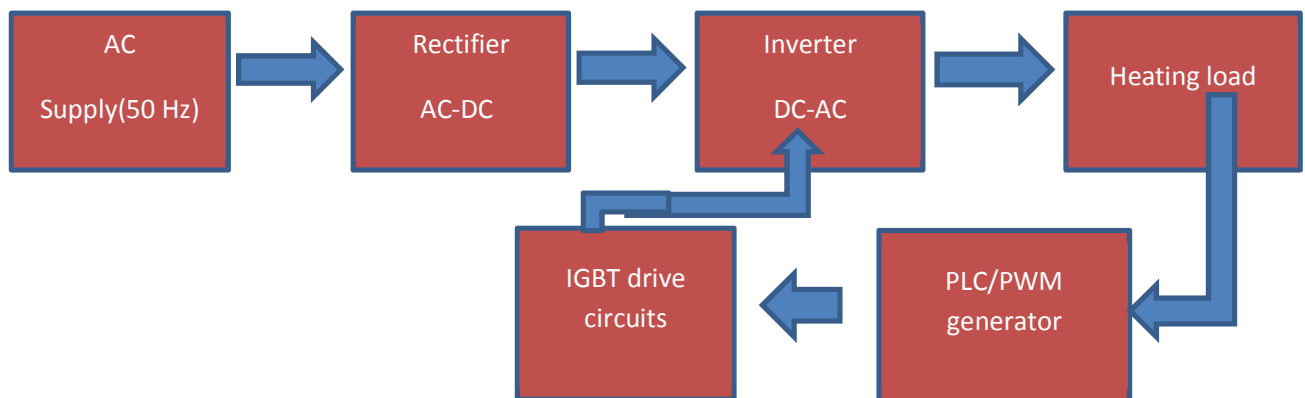 AC
Supply(50 Hz)
Rectifier
AC-DC
Inverter
DC-AC
Heating load
IGBT drive
circuits
PLC/PWM
generator